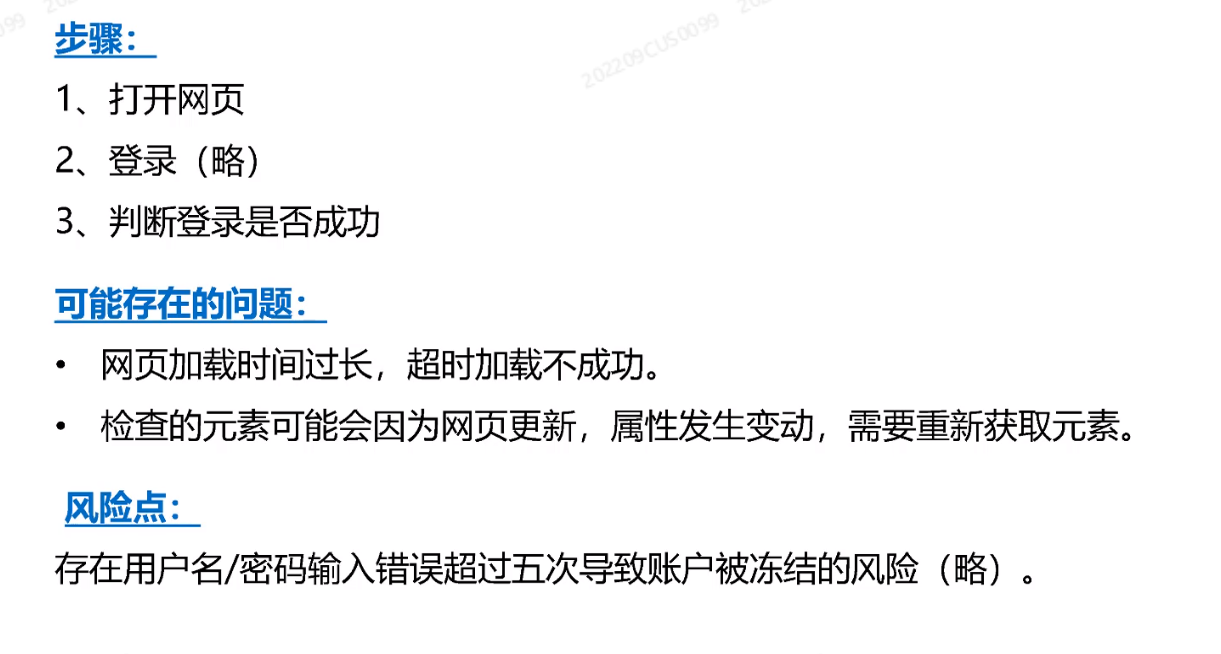 202209CUS0099
步骤：
1、打开网页
2、登录（略）
3、判断登录是否成功
可能存在的问题：
• 网页加载时间过长，超时加载不成功。
• 检查的元素可能会因为网页更新，属性发生变动，需要重新获取元素。
风险点：
存在用户名/密码输入错误超过五次导致账户被冻结的风险（略）。